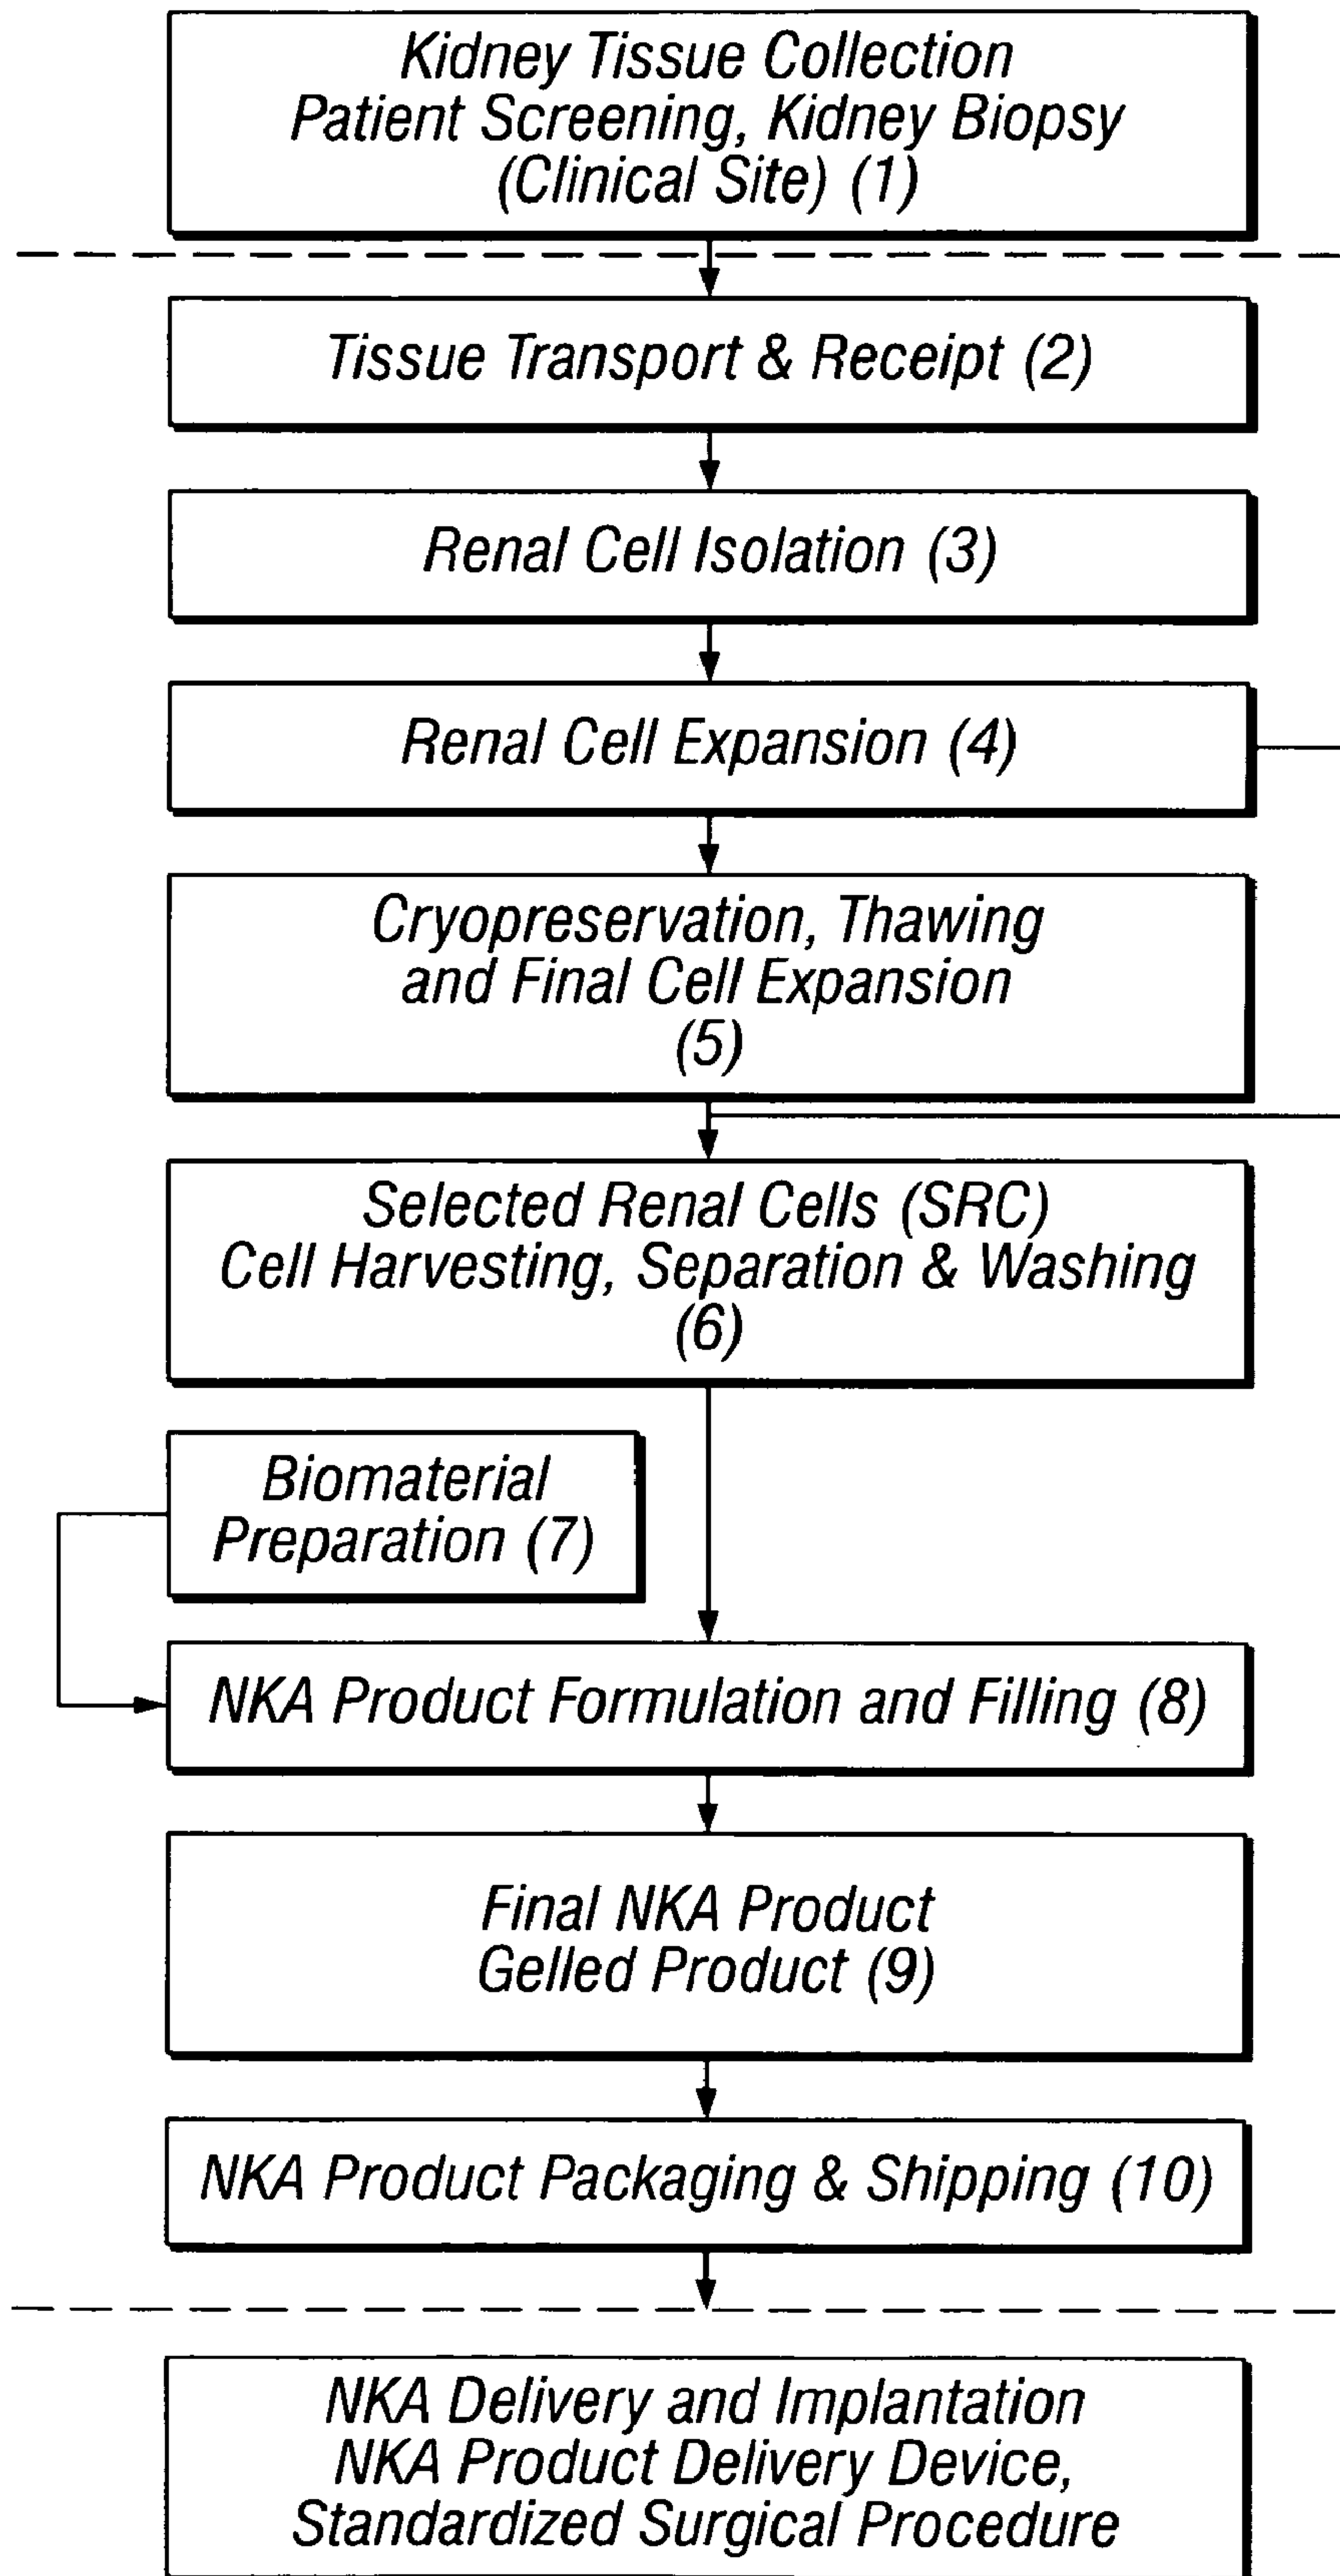 Kidney Tissue Collection
Patient Screening, Kidney Biopsy
(Clinical Site) (1)
Tissue Transport & Receipt (2)
Renal Cell Isolation (3)
Renal Cell Expansion (4)
Cryopreservation, Thawing
and Final Cell Expansion
(5)
Selected Renal Cells (SRC)
Cell Harvesting, Separation & Washing
(6)
Biomaterial
Preparation (7)
NKA Product Formulation and Filling (8)
Final NKA Product
Gelled Product (9)
NKA Product Packaging & Shipping (10)
NKA Delivery and Implantation
NKA Product Delivery Device,
Standardized Surgical Procedure